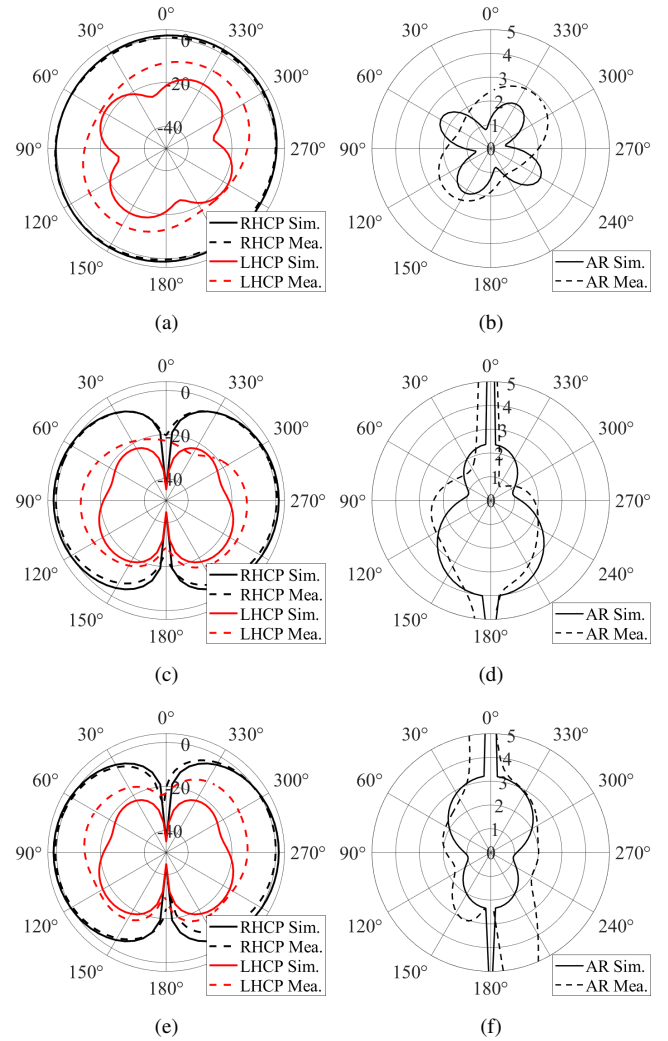 0° 0°
30° 330° 30° 5 330°
0 4
60° 300° 60° 3 300°
-20 2
-40 1
90° 270° 90° 0 270°
120° 120° 240°
150° 150°
RHCP Sim.
RHCP Mea.
LHCP Sim.
LHCP Mea.
AR Sim.
AR Mea.
180° 180°
(a) (b)
0° 0°
30° 330° 30° 5 330°
0 4
60° 300° 60° 3 300°
-20 2
-40 1
90° 270° 90° 0 270°
120° 120° 240°
150° 150°
RHCP Sim.
RHCP Mea.
LHCP Sim.
LHCP Mea.
AR Sim.
AR Mea.
180° 180°
(c) (d)
0° 0°
30° 330° 30° 5 330°
0 4
60° 300° 60° 3 300°
-20 2
-40 1
90° 270° 90° 0 270°
120° 120° 240°
150° 150°
RHCP Sim.
RHCP Mea.
LHCP Sim.
LHCP Mea.
AR Sim.
AR Mea.
180° 180°
(e) (f)